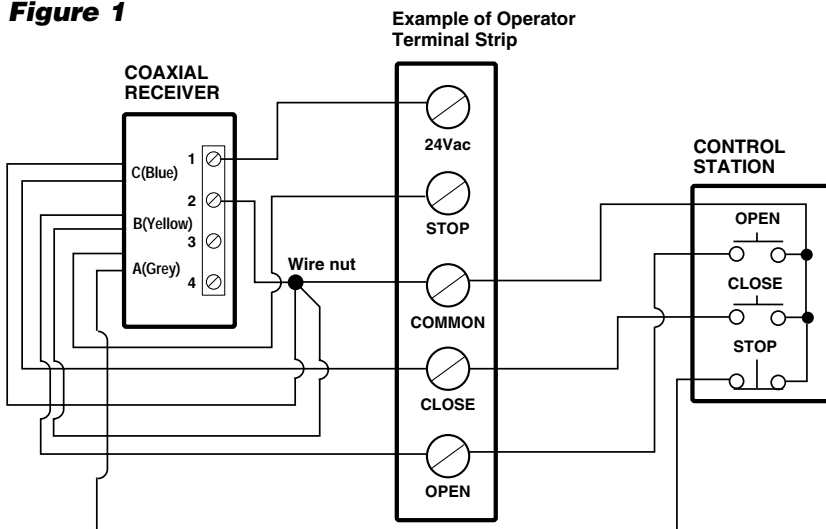 Figure 1
Example of Operator
Terminal Strip
COAXIAL
RECEIVER
C(Blue)
B(Yellow)
A(Grey)
1
2
3
4
Wire nut
24Vac
STOP
COMMON
CLOSE
OPEN
CONTROL
STATION
OPEN
CLOSE
STOP